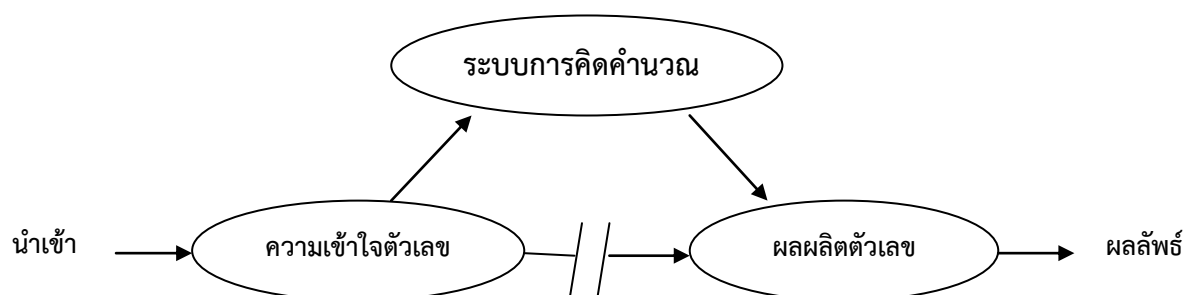 ระบบการคิดคำนวณ
นำเข้า
ความเข้าใจตัวเลข
ผลผลิตตัวเลข
ผลลัพธ์